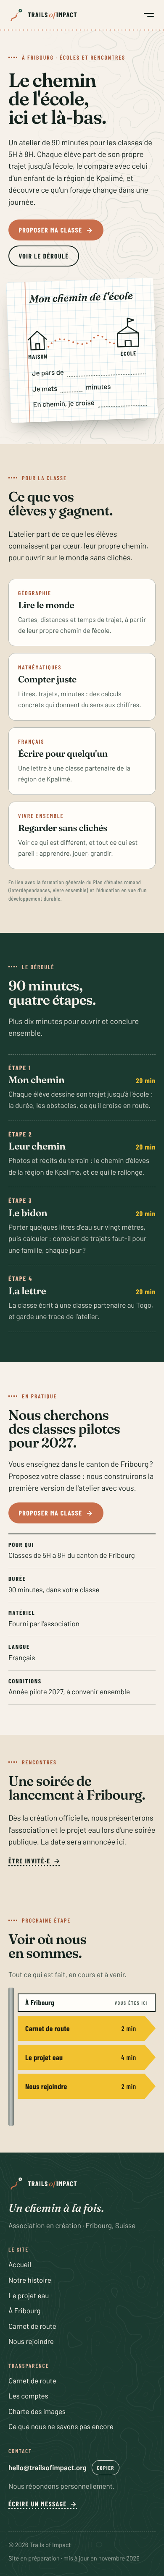 TRAILS of IMPACT
À FRIBOURG · ÉCOLES ET RENCONTRES
Le chemin
de l'école,
ici et là-bas.
Un atelier de 90 minutes pour les classes de
5H à 8H. Chaque élève part de son propre
trajet jusqu'à l'école, le compare à celui
d'un enfant de la région de Kpalimé, et
découvre ce qu'un forage change dans une
journée.
PROPOSER MA CLASSE →
VOIR LE DÉROULÉ
Mon chemin de l'école
MAISON
ÉCOLE
Je pars de
Je mets minutes
En chemin, je croise
POUR LA CLASSE
Ce que vos
élèves y gagnent.
L'atelier part de ce que les élèves
connaissent par cœur, leur propre chemin,
pour ouvrir sur le monde sans clichés.
GÉOGRAPHIE
Lire le monde
Cartes, distances et temps de trajet, à partir
de leur propre chemin de l'école.
MATHÉMATIQUES
Compter juste
Litres, trajets, minutes : des calculs
concrets qui donnent du sens aux chiffres.
FRANÇAIS
Écrire pour quelqu'un
Une lettre à une classe partenaire de la
région de Kpalimé.
VIVRE ENSEMBLE
Regarder sans clichés
Voir ce qui est différent, et tout ce qui est
pareil : apprendre, jouer, grandir.
En lien avec la formation générale du Plan d'études romand
(interdépendances, vivre ensemble) et l'éducation en vue d'un
développement durable.
LE DÉROULÉ
90 minutes,
quatre étapes.
Plus dix minutes pour ouvrir et conclure
ensemble.
ÉTAPE 1
Mon chemin 20 min
Chaque élève dessine son trajet jusqu'à l'école :
la durée, les obstacles, ce qu'il croise en route.
ÉTAPE 2
Leur chemin 20 min
Photos et récits du terrain : le chemin d'élèves
de la région de Kpalimé, et ce qui le rallonge.
ÉTAPE 3
Le bidon 20 min
Porter quelques litres d'eau sur vingt mètres,
puis calculer : combien de trajets faut-il pour
une famille, chaque jour ?
ÉTAPE 4
La lettre 20 min
La classe écrit à une classe partenaire au Togo,
et garde une trace de l'atelier.
EN PRATIQUE
Nous cherchons
des classes pilotes
pour 2027.
Vous enseignez dans le canton de Fribourg ?
Proposez votre classe : nous construirons la
première version de l'atelier avec vous.
PROPOSER MA CLASSE →
POUR QUI
Classes de 5H à 8H du canton de Fribourg
DURÉE
90 minutes, dans votre classe
MATÉRIEL
Fourni par l'association
LANGUE
Français
CONDITIONS
Année pilote 2027, à convenir ensemble
RENCONTRES
Une soirée de
lancement à Fribourg.
Dès la création officielle, nous présenterons
l'association et le projet eau lors d'une soirée
publique. La date sera annoncée ici.
ÊTRE INVITÉ·E →
PROCHAINE ÉTAPE
Voir où nous
en sommes.
Tout ce qui est fait, en cours et à venir.
À Fribourg VOUS ÊTES ICI
Carnet de route 2 min
Le projet eau 4 min
Nous rejoindre 2 min
TRAILS of IMPACT
Un chemin à la fois.
Association en création · Fribourg, Suisse
LE SITE
Accueil
Notre histoire
Le projet eau
À Fribourg
Carnet de route
Nous rejoindre
TRANSPARENCE
Carnet de route
Les comptes
Charte des images
Ce que nous ne savons pas encore
CONTACT
hello@trailsofimpact.org COPIER
Nous répondons personnellement.
ÉCRIRE UN MESSAGE →
© 2026 Trails of Impact
Site en préparation · mis à jour en novembre 2026